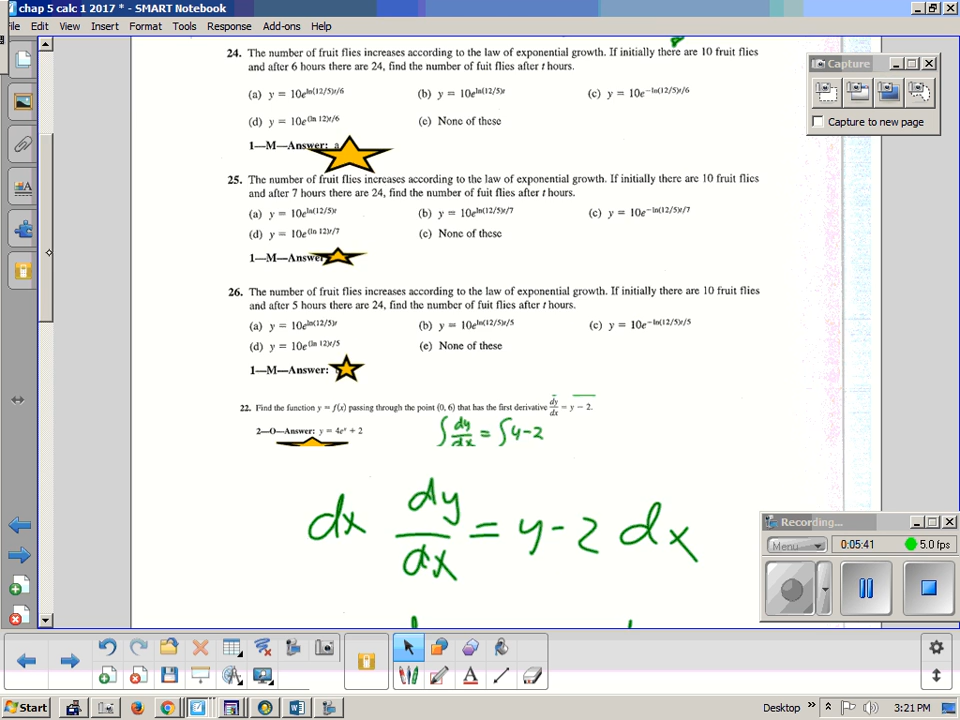 chap 5 calc 1 2017 * - SMART Notebook
File Edit View Insert Format Tools Response Add-ons Help
24. The number of fruit flies increases according to the law of exponential growth. If initially there are 10 fruit flies
and after 6 hours there are 24, find the number of fuit flies after t hours.
(a) y = 10e^ln(12/5)t/6 (b) y = 10e^ln(12/5)t (c) y = 10e^−ln(12/5)t/6
(d) y = 10e^(ln 12)t/6 (e) None of these
1—M—Answer: a
25. The number of fruit flies increases according to the law of exponential growth. If initially there are 10 fruit flies
and after 7 hours there are 24, find the number of fuit flies after t hours.
(a) y = 10e^ln(12/5)t (b) y = 10e^ln(12/5)t/7 (c) y = 10e^−ln(12/5)t/7
(d) y = 10e^(ln 12)t/7 (e) None of these
1—M—Answer
26. The number of fruit flies increases according to the law of exponential growth. If initially there are 10 fruit flies
and after 5 hours there are 24, find the number of fuit flies after t hours.
(a) y = 10e^ln(12/5)t (b) y = 10e^ln(12/5)t/5 (c) y = 10e^−ln(12/5)t/5
(d) y = 10e^(ln 12)t/5 (e) None of these
1—M—Answer:
22. Find the function y = f(x) passing through the point (0, 6) that has the first derivative dy/dx = y − 2.
2—O—Answer: y = 4e^x + 2
∫ dy/dx = ∫ y-2
dx dy/dx = y-2 dx
Capture
Capture to new page
Recording...
Menu 0:05:41 5.0 fps
Start Desktop » 3:21 PM